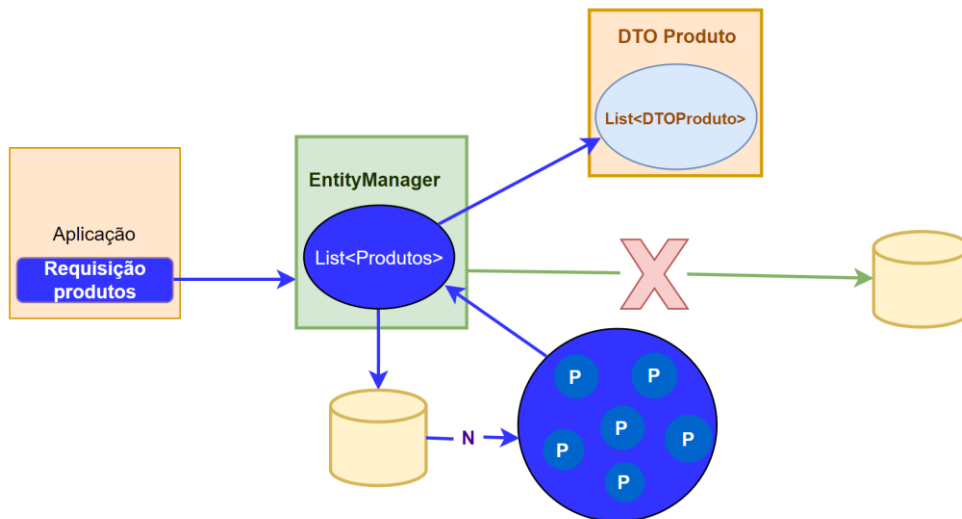 DTO Produto
List<DTOProduto>
EntityManager
List<Produtos>
Aplicação
Requisição
produtos
X
N
P
P
P
P
P
P